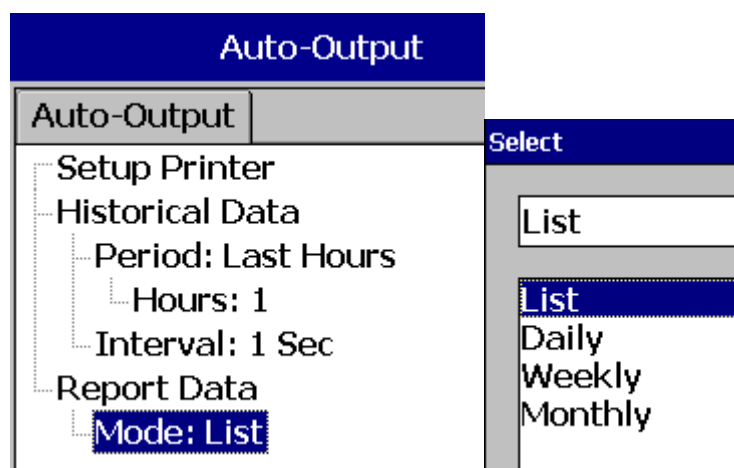 Auto-Output
Auto-Output
Setup Printer
Historical Data
Period: Last Hours
Hours: 1
Interval: 1 Sec
Report Data
Mode: List
Select
List
List
Daily
Weekly
Monthly